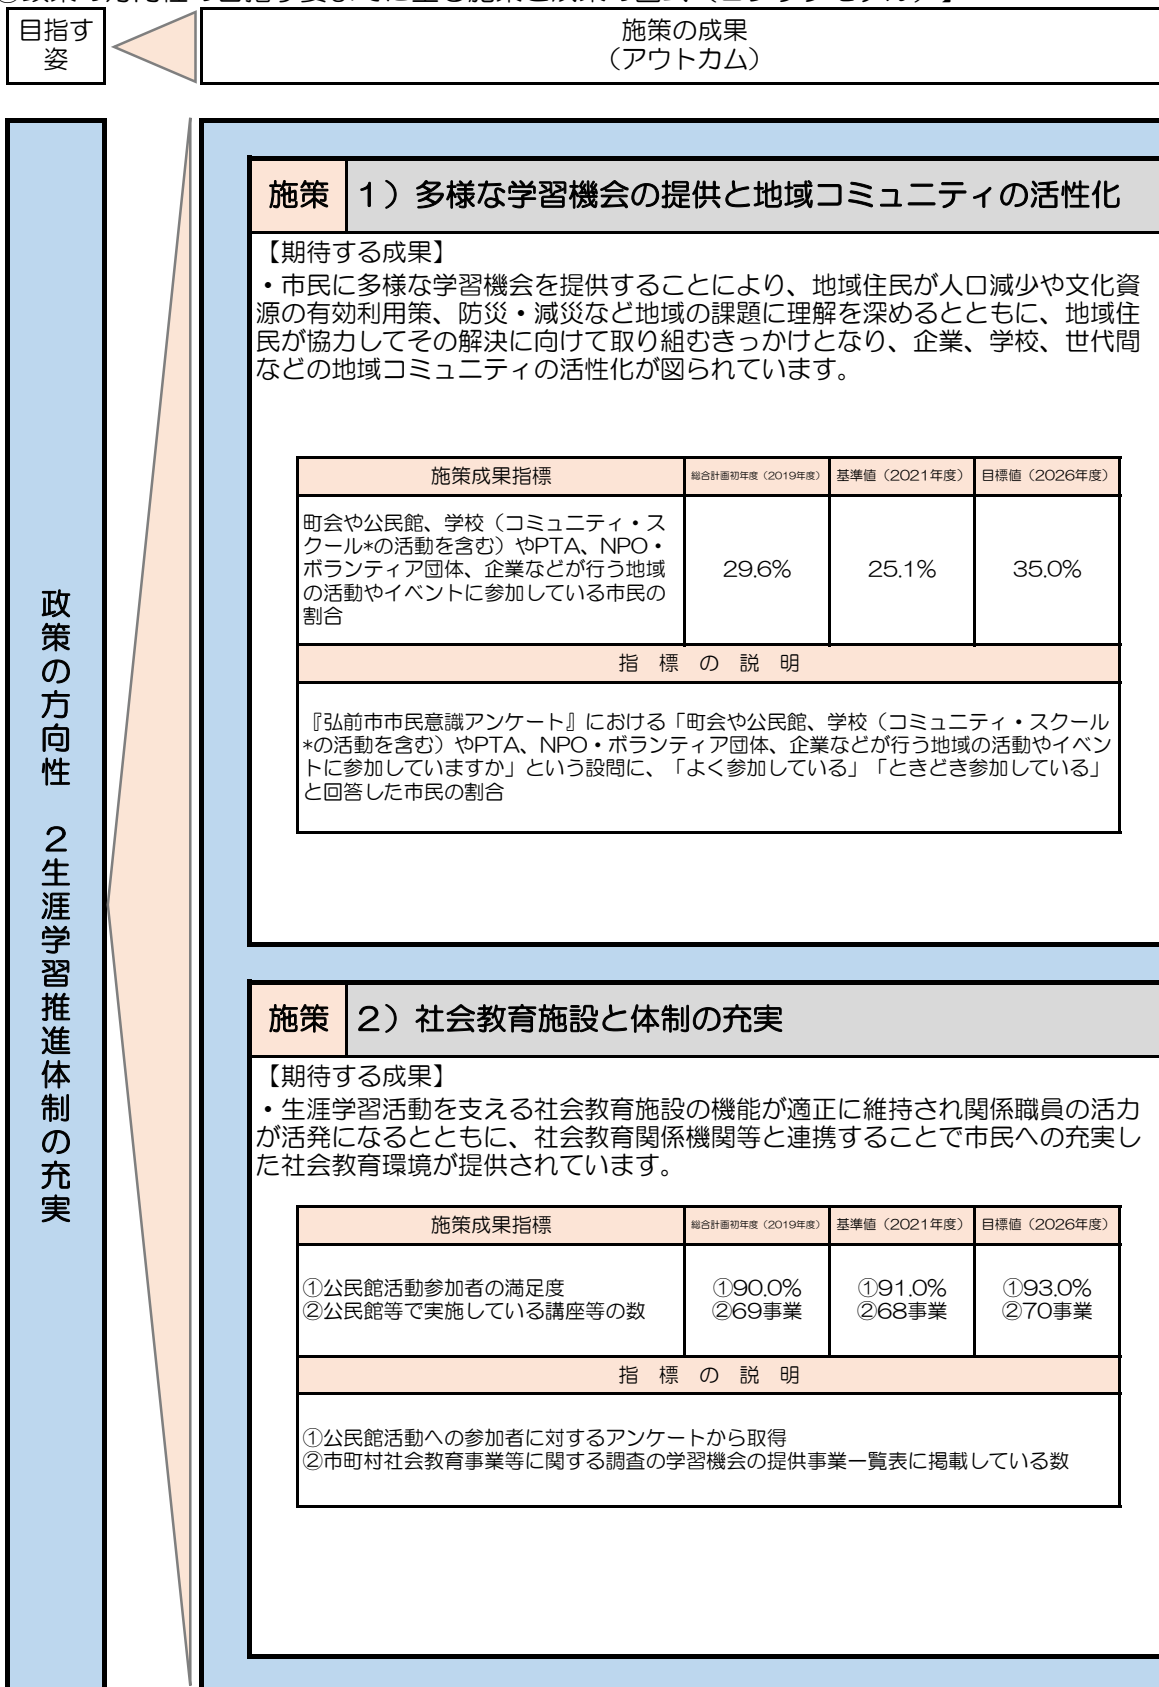 目指す
姿
施策の成果
（アウトカム）
政策の方向性　２生涯学習推進体制の充実
施策
１）多様な学習機会の提供と地域コミュニティの活性化
【期待する成果】
・市民に多様な学習機会を提供することにより、地域住民が人口減少や文化資
源の有効利用策、防災・減災など地域の課題に理解を深めるとともに、地域住
民が協力してその解決に向けて取り組むきっかけとなり、企業、学校、世代間
などの地域コミュニティの活性化が図られています。
施策成果指標
総合計画初年度（2019年度）
基準値（2021年度）
目標値（2026年度）
町会や公民館、学校（コミュニティ・ス
クール*の活動を含む）やPTA、NPO・
ボランティア団体、企業などが行う地域
の活動やイベントに参加している市民の
割合
29.6%
25.1%
35.0%
指　標　の　説　明
『弘前市市民意識アンケート』における「町会や公民館、学校（コミュニティ・スクール
*の活動を含む）やPTA、NPO・ボランティア団体、企業などが行う地域の活動やイベン
トに参加していますか」という設問に、「よく参加している」「ときどき参加している」
と回答した市民の割合
施策
２）社会教育施設と体制の充実
【期待する成果】
・生涯学習活動を支える社会教育施設の機能が適正に維持され関係職員の活力
が活発になるとともに、社会教育関係機関等と連携することで市民への充実し
た社会教育環境が提供されています。
施策成果指標
総合計画初年度（2019年度）
基準値（2021年度）
目標値（2026年度）
①公民館活動参加者の満足度
②公民館等で実施している講座等の数
①90.0%
②69事業
①91.0%
②68事業
①93.0%
②70事業
指　標　の　説　明
①公民館活動への参加者に対するアンケートから取得
②市町村社会教育事業等に関する調査の学習機会の提供事業一覧表に掲載している数